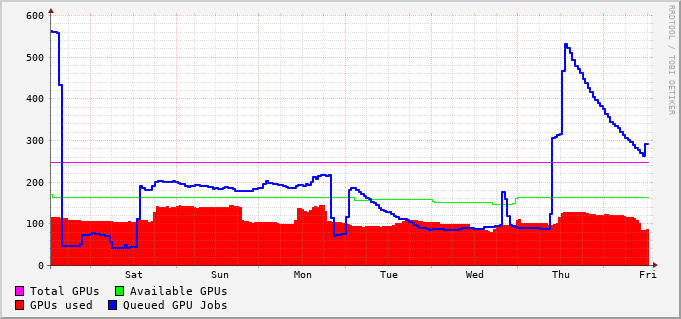 600
500
400
300
200
100
0
Sat Sun Mon Tue Wed Thu Fri
Total GPUs Available GPUs
GPUs used Queued GPU Jobs
RRDTOOL / TOBI OETIKER